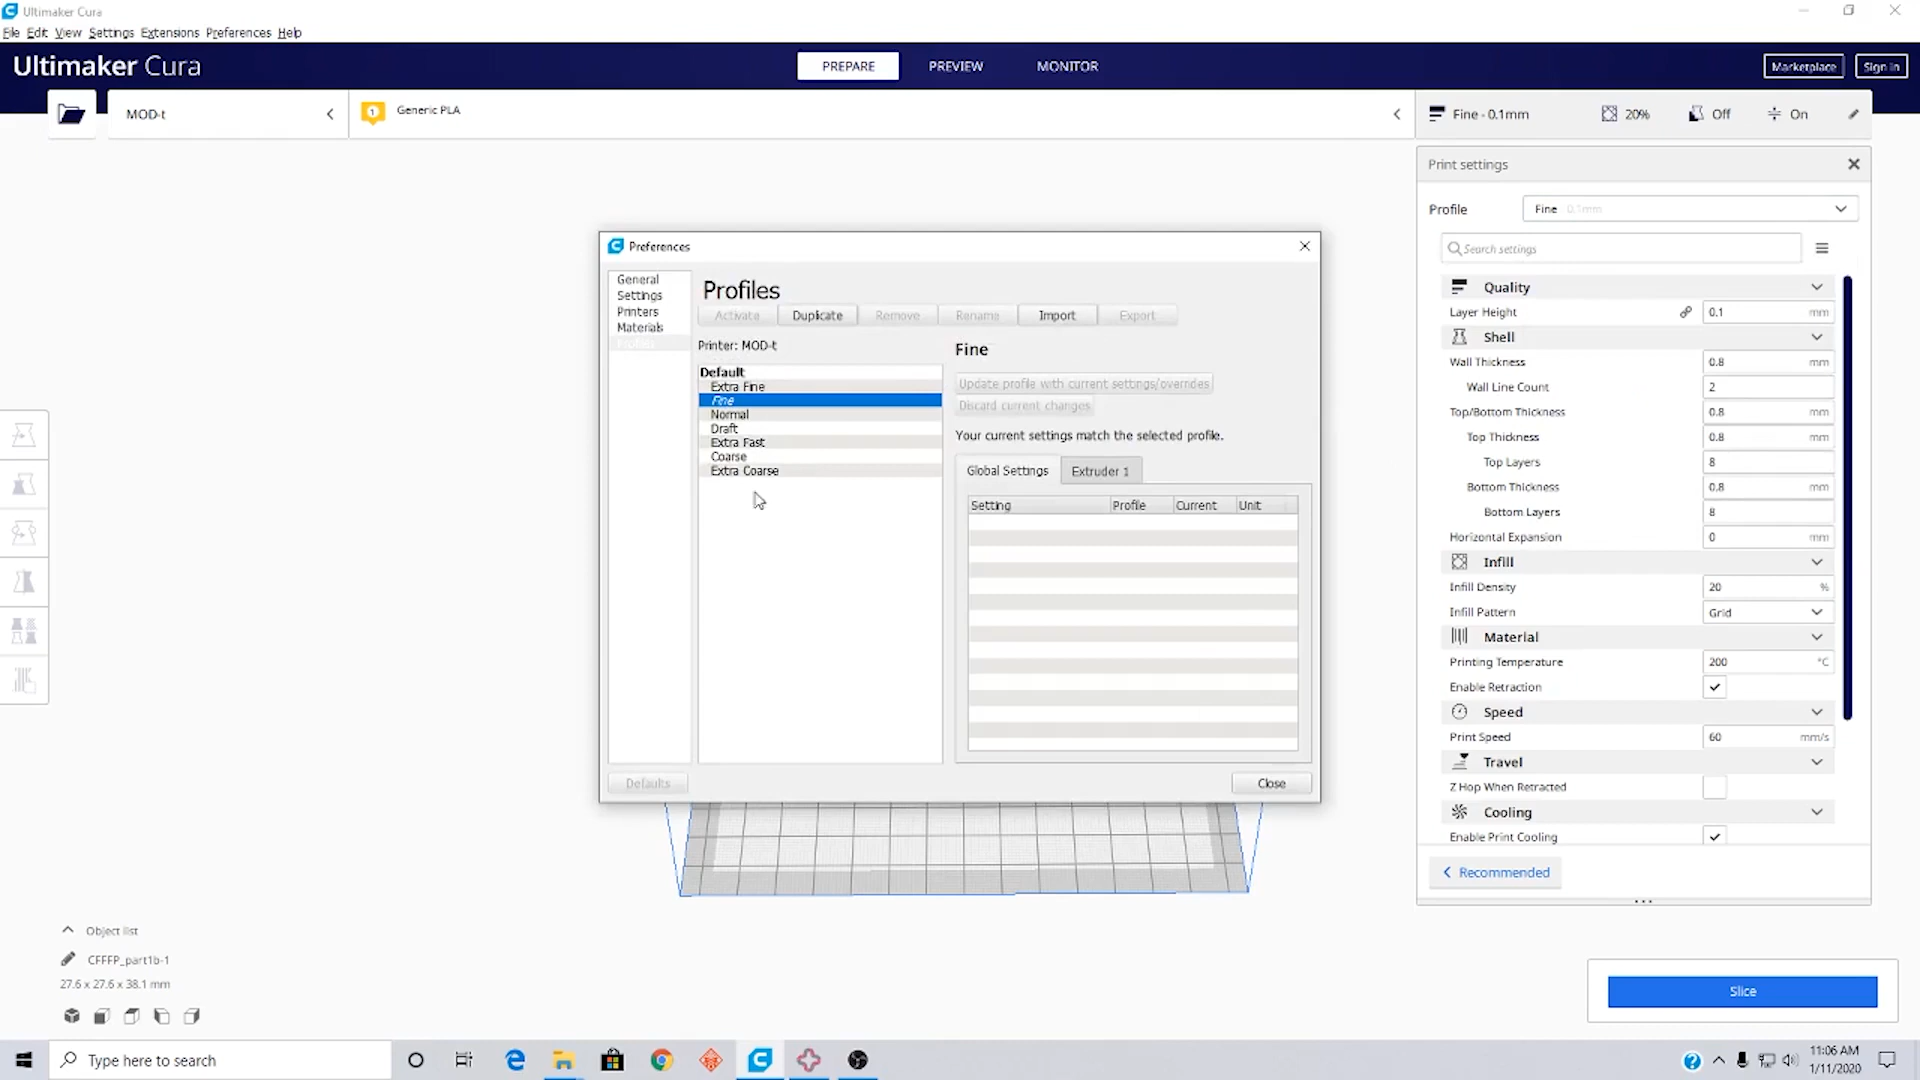 Ultimaker Cura
File Edit View Settings Extensions Preferences Help
Ultimaker Cura
PREPARE
PREVIEW
MONITOR
Marketplace
Sign in
MOD-t
1
Generic PLA
Fine - 0.1mm
20%
Off
On
Print settings
Profile
Fine 0.1mm
Search settings
Quality
Layer Height 0.1 mm
Shell
Wall Thickness 0.8 mm
Wall Line Count 2
Top/Bottom Thickness 0.8 mm
Top Thickness 0.8 mm
Top Layers 8
Bottom Thickness 0.8 mm
Bottom Layers 8
Horizontal Expansion 0 mm
Infill
Infill Density 20 %
Infill Pattern Grid
Material
Printing Temperature 200 °C
Enable Retraction
Speed
Print Speed 60 mm/s
Travel
Z Hop When Retracted
Cooling
Enable Print Cooling
Recommended
Preferences
General
Settings
Printers
Materials
Profiles
Profiles
Activate Duplicate Remove Rename Import Export
Printer: MOD-t
Default
Extra Fine
Fine
Normal
Draft
Extra Fast
Coarse
Extra Coarse
Fine
Update profile with current settings/overrides
Discard current changes
Your current settings match the selected profile.
Global Settings Extruder 1
Setting Profile Current Unit
Defaults
Close
Object list
CFFFP_part1b-1
27.6 x 27.6 x 38.1 mm
Slice
Type here to search
11:06 AM
1/11/2020